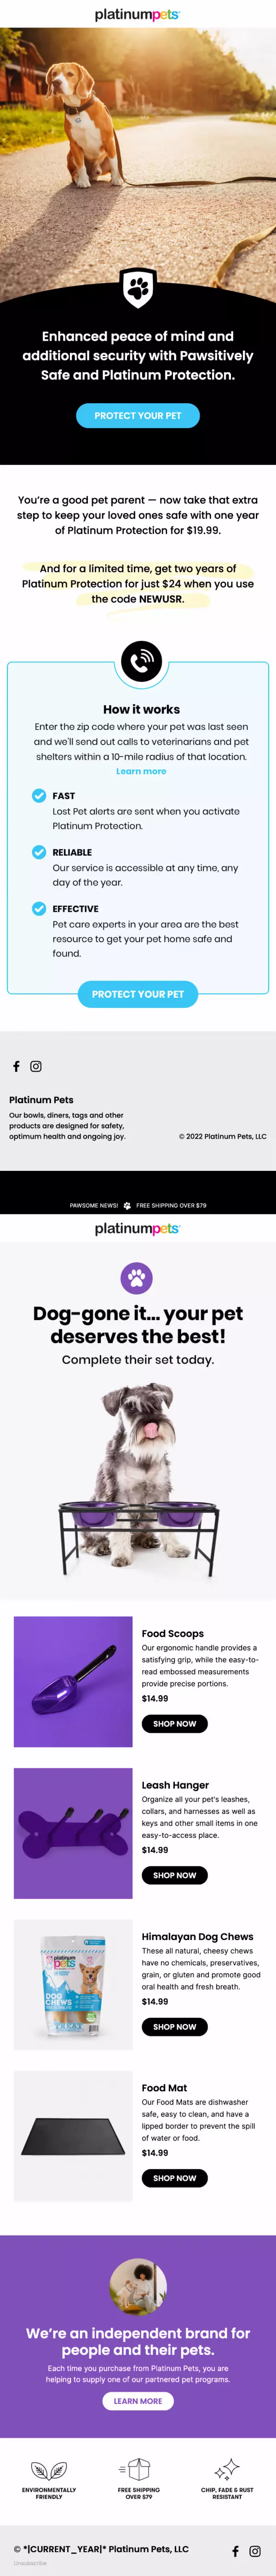 platinumpets
Enhanced peace of mind and
additional security with Pawsitively
Safe and Platinum Protection.
PROTECT YOUR PET
You're a good pet parent — now take that extra
step to keep your loved ones safe with one year
of Platinum Protection for $19.99.
And for a limited time, get two years of
Platinum Protection for just $24 when you use
the code NEWUSR.
How it works
Enter the zip code where your pet was last seen
and we'll send out calls to veterinarians and pet
shelters within a 10-mile radius of that location.
Learn more
FAST
Lost Pet alerts are sent when you activate
Platinum Protection.
RELIABLE
Our service is accessible at any time, any
day of the year.
EFFECTIVE
Pet care experts in your area are the best
resource to get your pet home safe and
found.
PROTECT YOUR PET
Platinum Pets
Our bowls, diners, tags and other
products are designed for safety,
optimum health and ongoing joy.
© 2022 Platinum Pets, LLC
PAWSOME NEWS! FREE SHIPPING OVER $79
platinumpets
Dog-gone it... your pet
deserves the best!
Complete their set today.
Food Scoops
Our ergonomic handle provides a
satisfying grip, while the easy-to-
read embossed measurements
provide precise portions.
$14.99
SHOP NOW
Leash Hanger
Organize all your pet's leashes,
collars, and harnesses as well as
keys and other small items in one
easy-to-access place.
$14.99
SHOP NOW
platinum
pets
DOG
CHEWS
Himalayan Dog Chews
These all natural, cheesy chews
have no chemicals, preservatives,
grain, or gluten and promote good
oral health and fresh breath.
$14.99
SHOP NOW
Food Mat
Our Food Mats are dishwasher
safe, easy to clean, and have a
lipped border to prevent the spill
of water or food.
$14.99
SHOP NOW
We're an independent brand for
people and their pets.
Each time you purchase from Platinum Pets, you are
helping to supply one of our partnered pet programs.
LEARN MORE
ENVIRONMENTALLY
FRIENDLY
FREE SHIPPING
OVER $79
CHIP, FADE & RUST
RESISTANT
© *|CURRENT_YEAR|* Platinum Pets, LLC
Unsubscribe